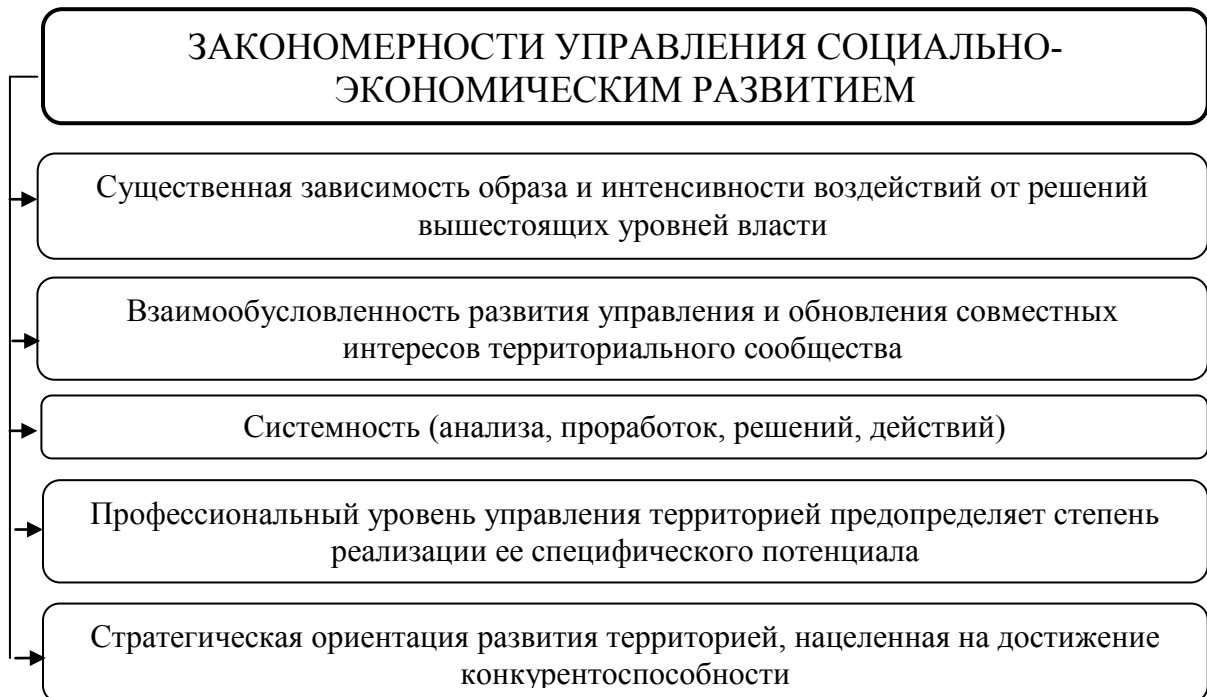 ЗАКОНОМЕРНОСТИ УПРАВЛЕНИЯ СОЦИАЛЬНО-
ЭКОНОМИЧЕСКИМ РАЗВИТИЕМ
Существенная зависимость образа и интенсивности воздействий от решений
вышестоящих уровней власти
Взаимообусловленность развития управления и обновления совместных
интересов территориального сообщества
Системность (анализа, проработок, решений, действий)
Профессиональный уровень управления территорией предопределяет степень
реализации ее специфического потенциала
Стратегическая ориентация развития территорией, нацеленная на достижение
конкурентоспособности